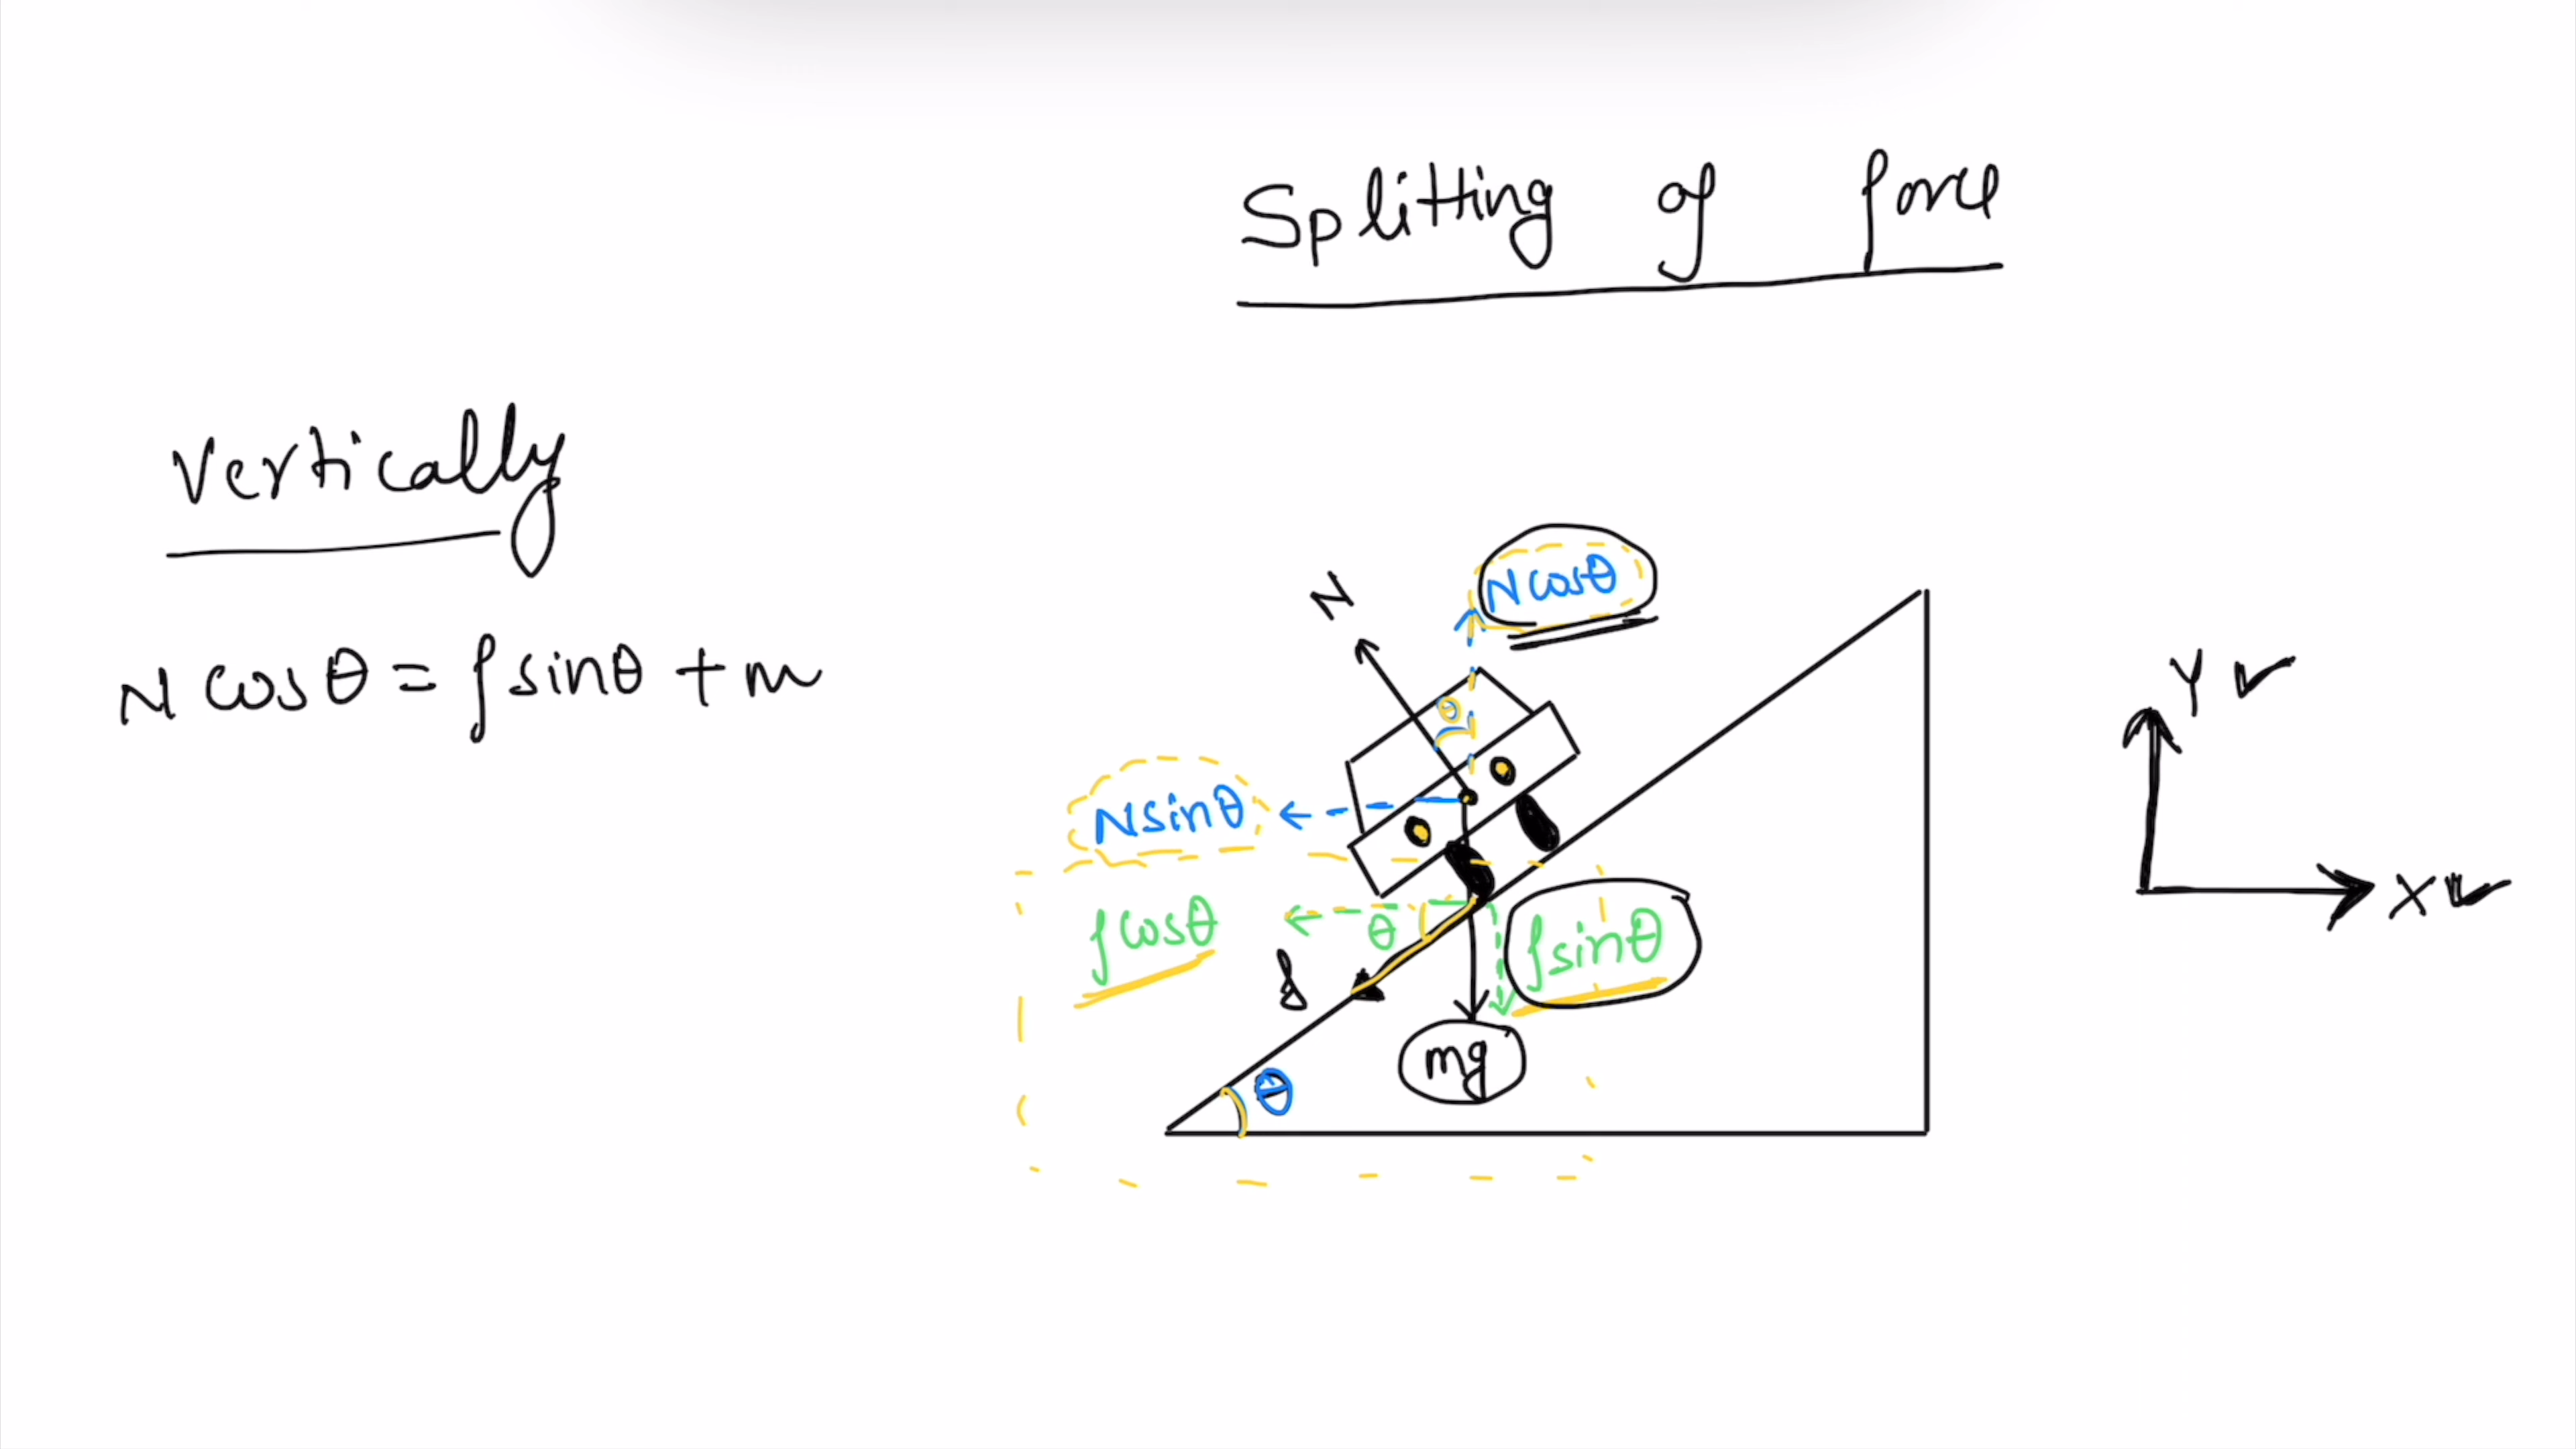 Splitting of force
Vertically
N cosθ = f sinθ + m
N
N cosθ
θ
N sinθ
f cosθ
θ
f sinθ
f
mg
θ
Y
X